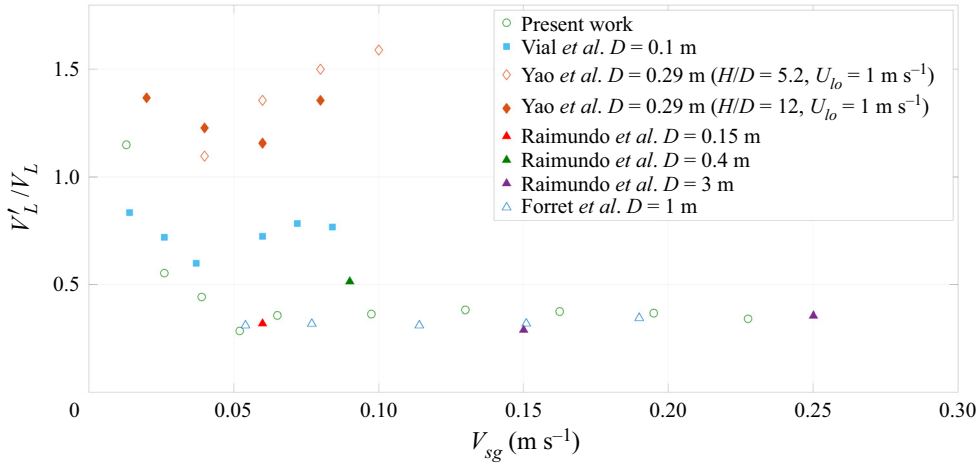 1.5
1.0
0.5
0
0.05
0.10
0.15
0.20
0.25
0.30
V′L /VL
Vsg (m s–1)
Present work
Vial et al. D = 0.1 m
Yao et al. D = 0.29 m (H/D = 5.2, Ulo = 1 m s–1)
Yao et al. D = 0.29 m (H/D = 12, Ulo = 1 m s–1)
Raimundo et al. D = 0.15 m
Raimundo et al. D = 0.4 m
Raimundo et al. D = 3 m
Forret et al. D = 1 m